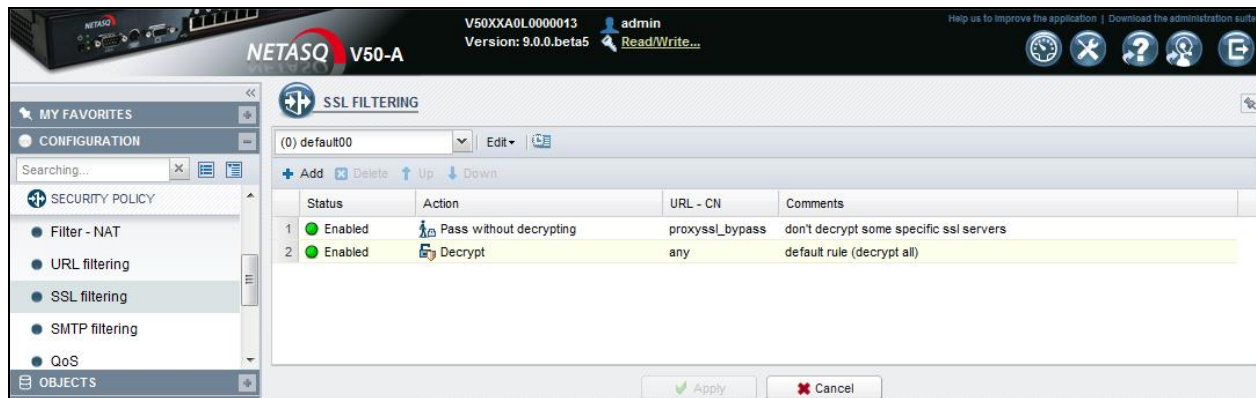 NETASQ
NETASQ V50-A
V50XXA0L0000013
Version: 9.0.0.beta5
admin
Read/Write...
Help us to improve the application | Download the administration suite
MY FAVORITES
CONFIGURATION
Searching...
SECURITY POLICY
Filter - NAT
URL filtering
SSL filtering
SMTP filtering
QoS
OBJECTS
SSL FILTERING
(0) default00 Edit
Add Delete Up Down
Status Action URL - CN Comments
1 Enabled Pass without decrypting proxyssl_bypass don't decrypt some specific ssl servers
2 Enabled Decrypt any default rule (decrypt all)
Apply Cancel